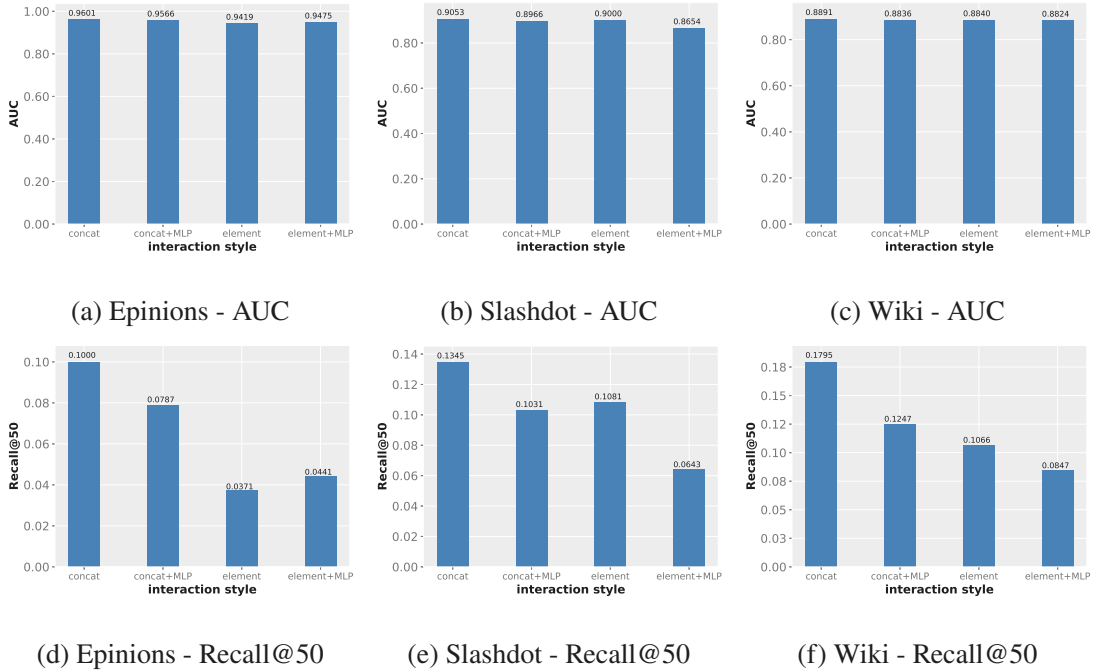 0.9601 0.9566 0.9419 0.9475
1.00
0.80
0.60
0.40
0.20
0.00
AUC
concat concat+MLP element element+MLP
interaction style
(a) Epinions - AUC
0.9053 0.8966 0.9000 0.8654
0.80
0.60
0.40
0.20
0.00
AUC
concat concat+MLP element element+MLP
interaction style
(b) Slashdot - AUC
0.8891 0.8836 0.8840 0.8824
0.80
0.60
0.40
0.20
0.00
AUC
concat concat+MLP element element+MLP
interaction style
(c) Wiki - AUC
0.1000 0.0787 0.0371 0.0441
0.10
0.08
0.06
0.04
0.02
0.00
Recall@50
concat concat+MLP element element+MLP
interaction style
(d) Epinions - Recall@50
0.1345 0.1031 0.1081 0.0643
0.14
0.12
0.10
0.08
0.06
0.04
0.02
0.00
Recall@50
concat concat+MLP element element+MLP
interaction style
(e) Slashdot - Recall@50
0.1795 0.1247 0.1066 0.0847
0.18
0.15
0.12
0.10
0.08
0.05
0.03
0.00
Recall@50
concat concat+MLP element element+MLP
interaction style
(f) Wiki - Recall@50